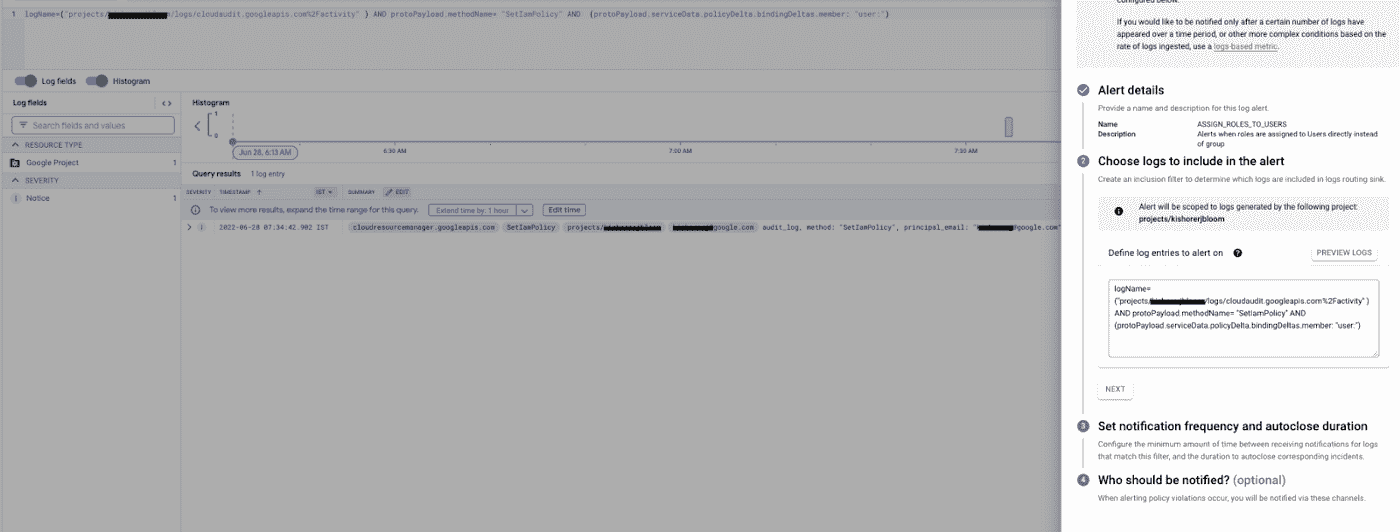 1 logName=("projects/ /logs/cloudaudit.googleapis.com%2Factivity" ) AND protoPayload.methodName= "SetIamPolicy" AND (protoPayload.serviceData.policyDelta.bindingDeltas.member: "user:")
Log fields Histogram
Log fields
Search fields and values
RESOURCE TYPE
Google Project 1
SEVERITY
Notice 1
Histogram
1
0
Jun 28, 6:13 AM
6:30 AM 7:00 AM 7:30 AM
Query results 1 log entry
SEVERITY TIMESTAMP IST SUMMARY EDIT
To view more results, expand the time range for this query. Extend time by: 1 hour Edit time
2022-06-28 07:34:42.902 IST cloudresourcemanager.googleapis.com SetIamPolicy projects/ google.com audit_log, method: "SetIamPolicy", principal_email: " @google.com"
configured below.
If you would like to be notified only after a certain number of logs have
appeared over a time period, or other more complex conditions based on the
rate of logs ingested, use a logs-based metric.
Alert details
Provide a name and description for this log alert.
Name ASSIGN_ROLES_TO_USERS
Description Alerts when roles are assigned to Users directly instead
of group
2 Choose logs to include in the alert
Create an inclusion filter to determine which logs are included in logs routing sink.
Alert will be scoped to logs generated by the following project:
projects/kishorerjbloom
Define log entries to alert on PREVIEW LOGS
logName=
("projects/ /logs/cloudaudit.googleapis.com%2Factivity" )
AND protoPayload.methodName= "SetIamPolicy" AND
(protoPayload.serviceData.policyDelta.bindingDeltas.member: "user:")
NEXT
3 Set notification frequency and autoclose duration
Configure the minimum amount of time between receiving notifications for logs
that match this filter, and the duration to autoclose corresponding incidents.
4 Who should be notified? (optional)
When alerting policy violations occur, you will be notified via these channels.